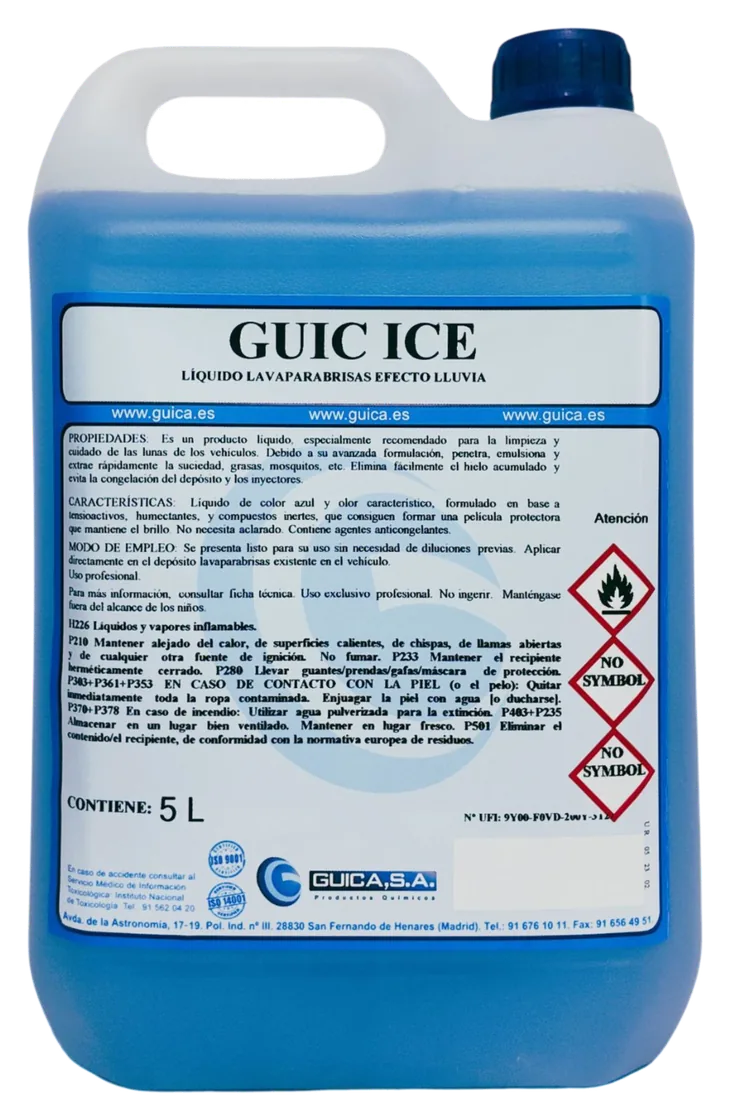 GUIC ICE
LÍQUIDO LAVAPARABRISAS EFECTO LLUVIA
www.guica.es www.guica.es www.guica.es
PROPIEDADES: Es un producto líquido, especialmente recomendado para la limpieza y
cuidado de las lunas de los vehículos. Debido a su avanzada formulación, penetra, emulsiona y
extrae rápidamente la suciedad, grasas, mosquitos, etc. Elimina fácilmente el hielo acumulado y
evita la congelación del depósito y los inyectores.
CARACTERÍSTICAS: Líquido de color azul y olor característico, formulado en base a
tensioactivos, humectantes, y compuestos inertes, que consiguen formar una película protectora
que mantiene el brillo. No necesita aclarado. Contiene agentes anticongelantes.
MODO DE EMPLEO: Se presenta listo para su uso sin necesidad de diluciones previas. Aplicar
directamente en el depósito lavaparabrisas existente en el vehículo.
Uso profesional.
Para más información, consultar ficha técnica. Uso exclusivo profesional. No ingerir. Manténgase
fuera del alcance de los niños.
H226 Líquidos y vapores inflamables.
P210 Mantener alejado del calor, de superficies calientes, de chispas, de llamas abiertas
y de cualquier otra fuente de ignición. No fumar. P233 Mantener el recipiente
herméticamente cerrado. P280 Llevar guantes/prendas/gafas/máscara de protección.
P303+P361+P353 EN CASO DE CONTACTO CON LA PIEL (o el pelo): Quitar
inmediatamente toda la ropa contaminada. Enjuagar la piel con agua [o ducharse].
P370+P378 En caso de incendio: Utilizar agua pulverizada para la extinción. P403+P235
Almacenar en un lugar bien ventilado. Mantener en lugar fresco. P501 Eliminar el
contenido/el recipiente, de conformidad con la normativa europea de residuos.
Atención
NO
SYMBOL
NO
SYMBOL
CONTIENE: 5 L
Nº UFI: 9Y00-F0VD
En caso de accidente consultar al
Servicio Médico de Información
Toxicológica: Instituto Nacional
de Toxicología Tel. 91 562 04 20
ISO 9001
ISO 14001
GUICA,S.A.
Productos Químicos
Avda. de la Astronomía, 17-19. Pol. Ind. nº III. 28830 San Fernando de Henares (Madrid). Tel.: 91 676 10 11. Fax: 91 656 49 51